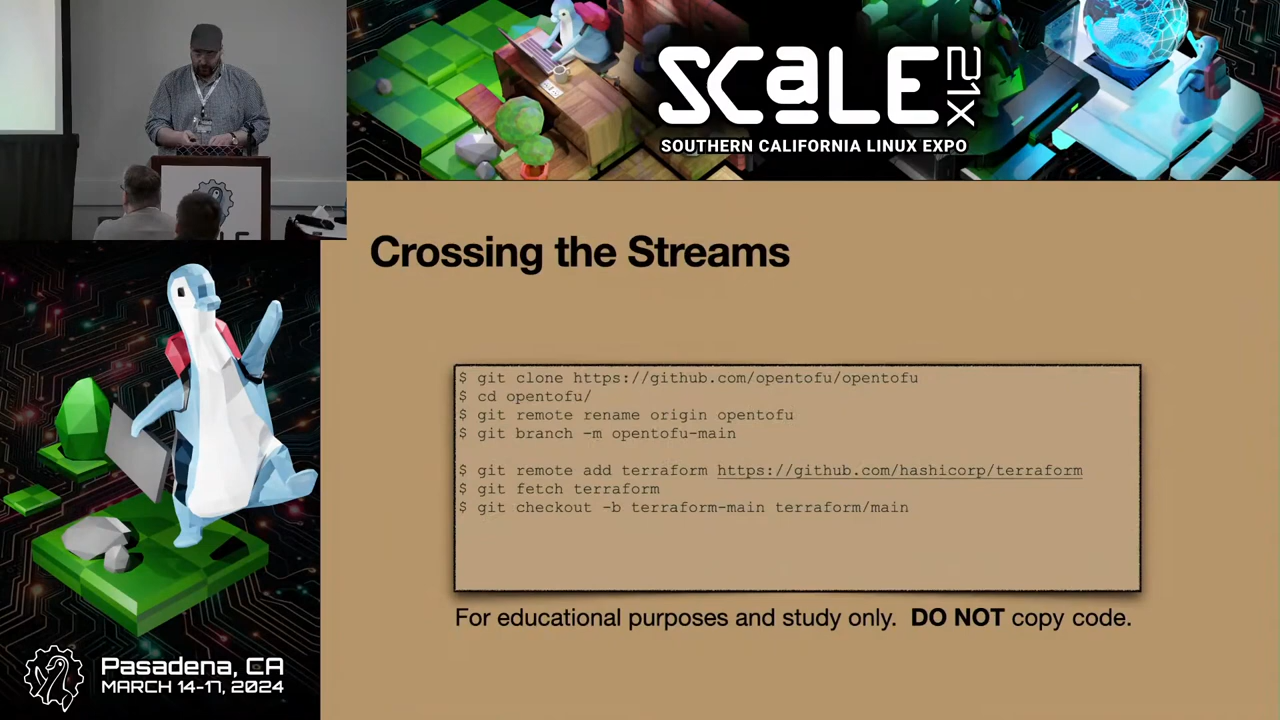 SCaLE 21X
SOUTHERN CALIFORNIA LINUX EXPO
Crossing the Streams
$ git clone https://github.com/opentofu/opentofu
$ cd opentofu/
$ git remote rename origin opentofu
$ git branch -m opentofu-main
$ git remote add terraform https://github.com/hashicorp/terraform
$ git fetch terraform
$ git checkout -b terraform-main terraform/main
For educational purposes and study only. DO NOT copy code.
Pasadena, CA
MARCH 14-17, 2024